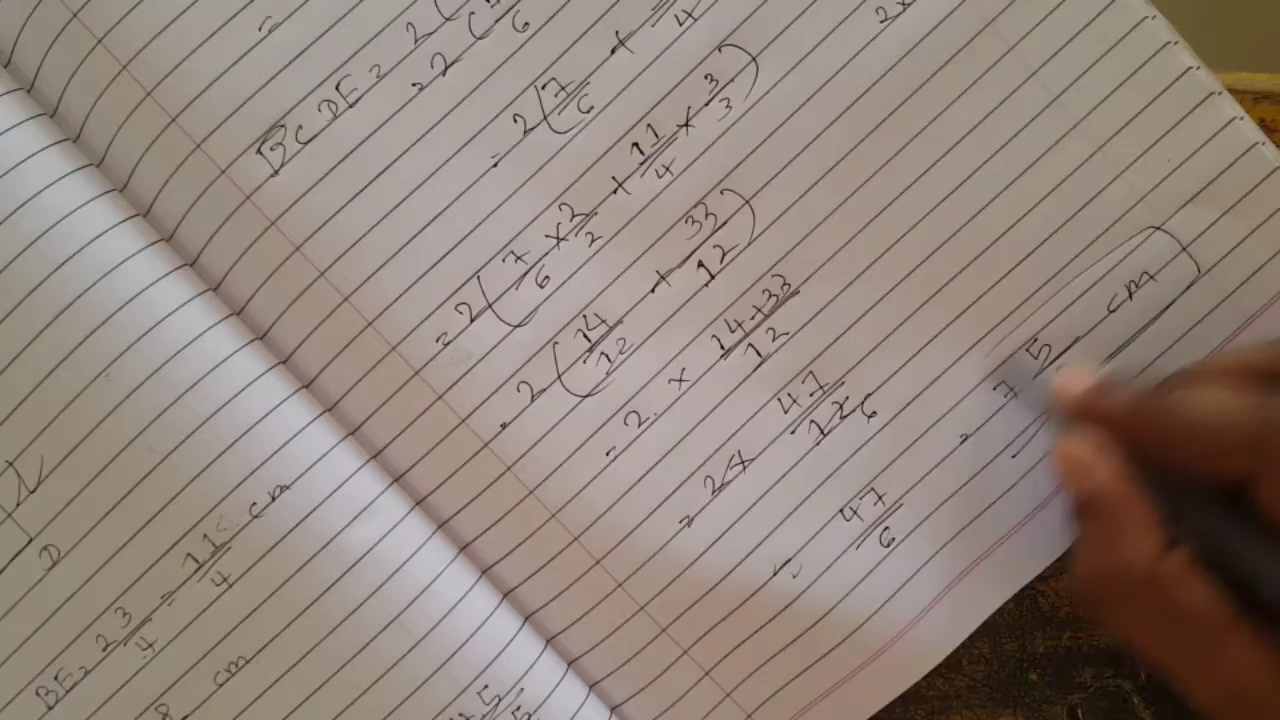 BCDE = 2(
= 2(
= 2(7/6 +
= 2(7/6 × 2/2 + 11/4 × 3/3)
= 2(14/12 + 33/12)
= 2 × 14+33/12
= 2 × 47/12 6
= 47/6
= 7 5 cm
D
BE = 2 3/4 = 11/4 cm
cm